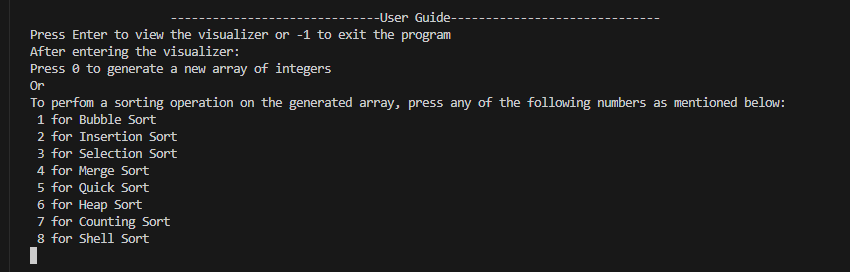 ------------------------------User Guide------------------------------
Press Enter to view the visualizer or -1 to exit the program
After entering the visualizer:
Press 0 to generate a new array of integers
Or
To perfom a sorting operation on the generated array, press any of the following numbers as mentioned below:
1 for Bubble Sort
2 for Insertion Sort
3 for Selection Sort
4 for Merge Sort
5 for Quick Sort
6 for Heap Sort
7 for Counting Sort
8 for Shell Sort